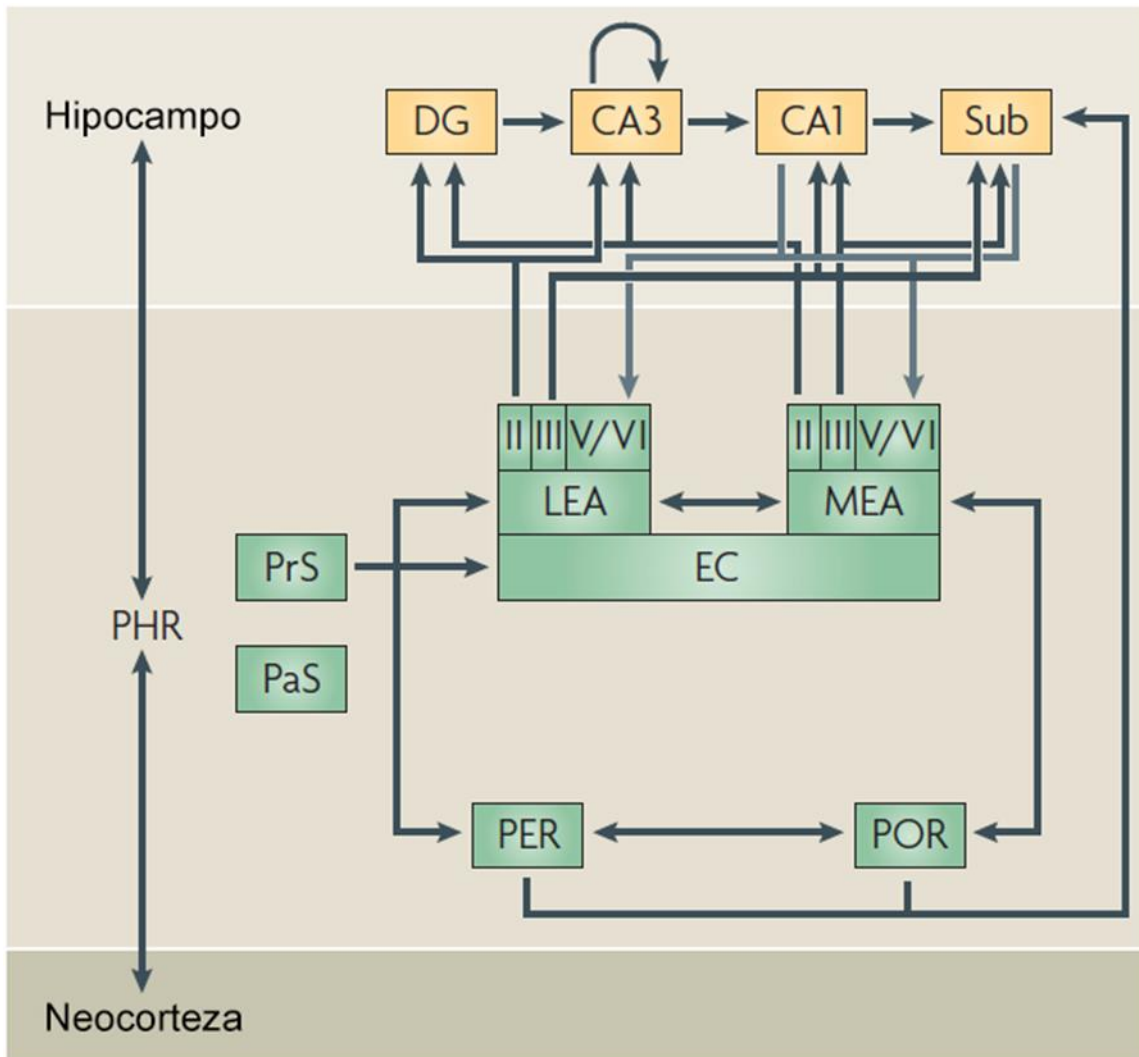 Hipocampo
DG
CA3
CA1
Sub
II
III
V/VI
II
III
V/VI
LEA
MEA
PrS
EC
PHR
PaS
PER
POR
Neocorteza